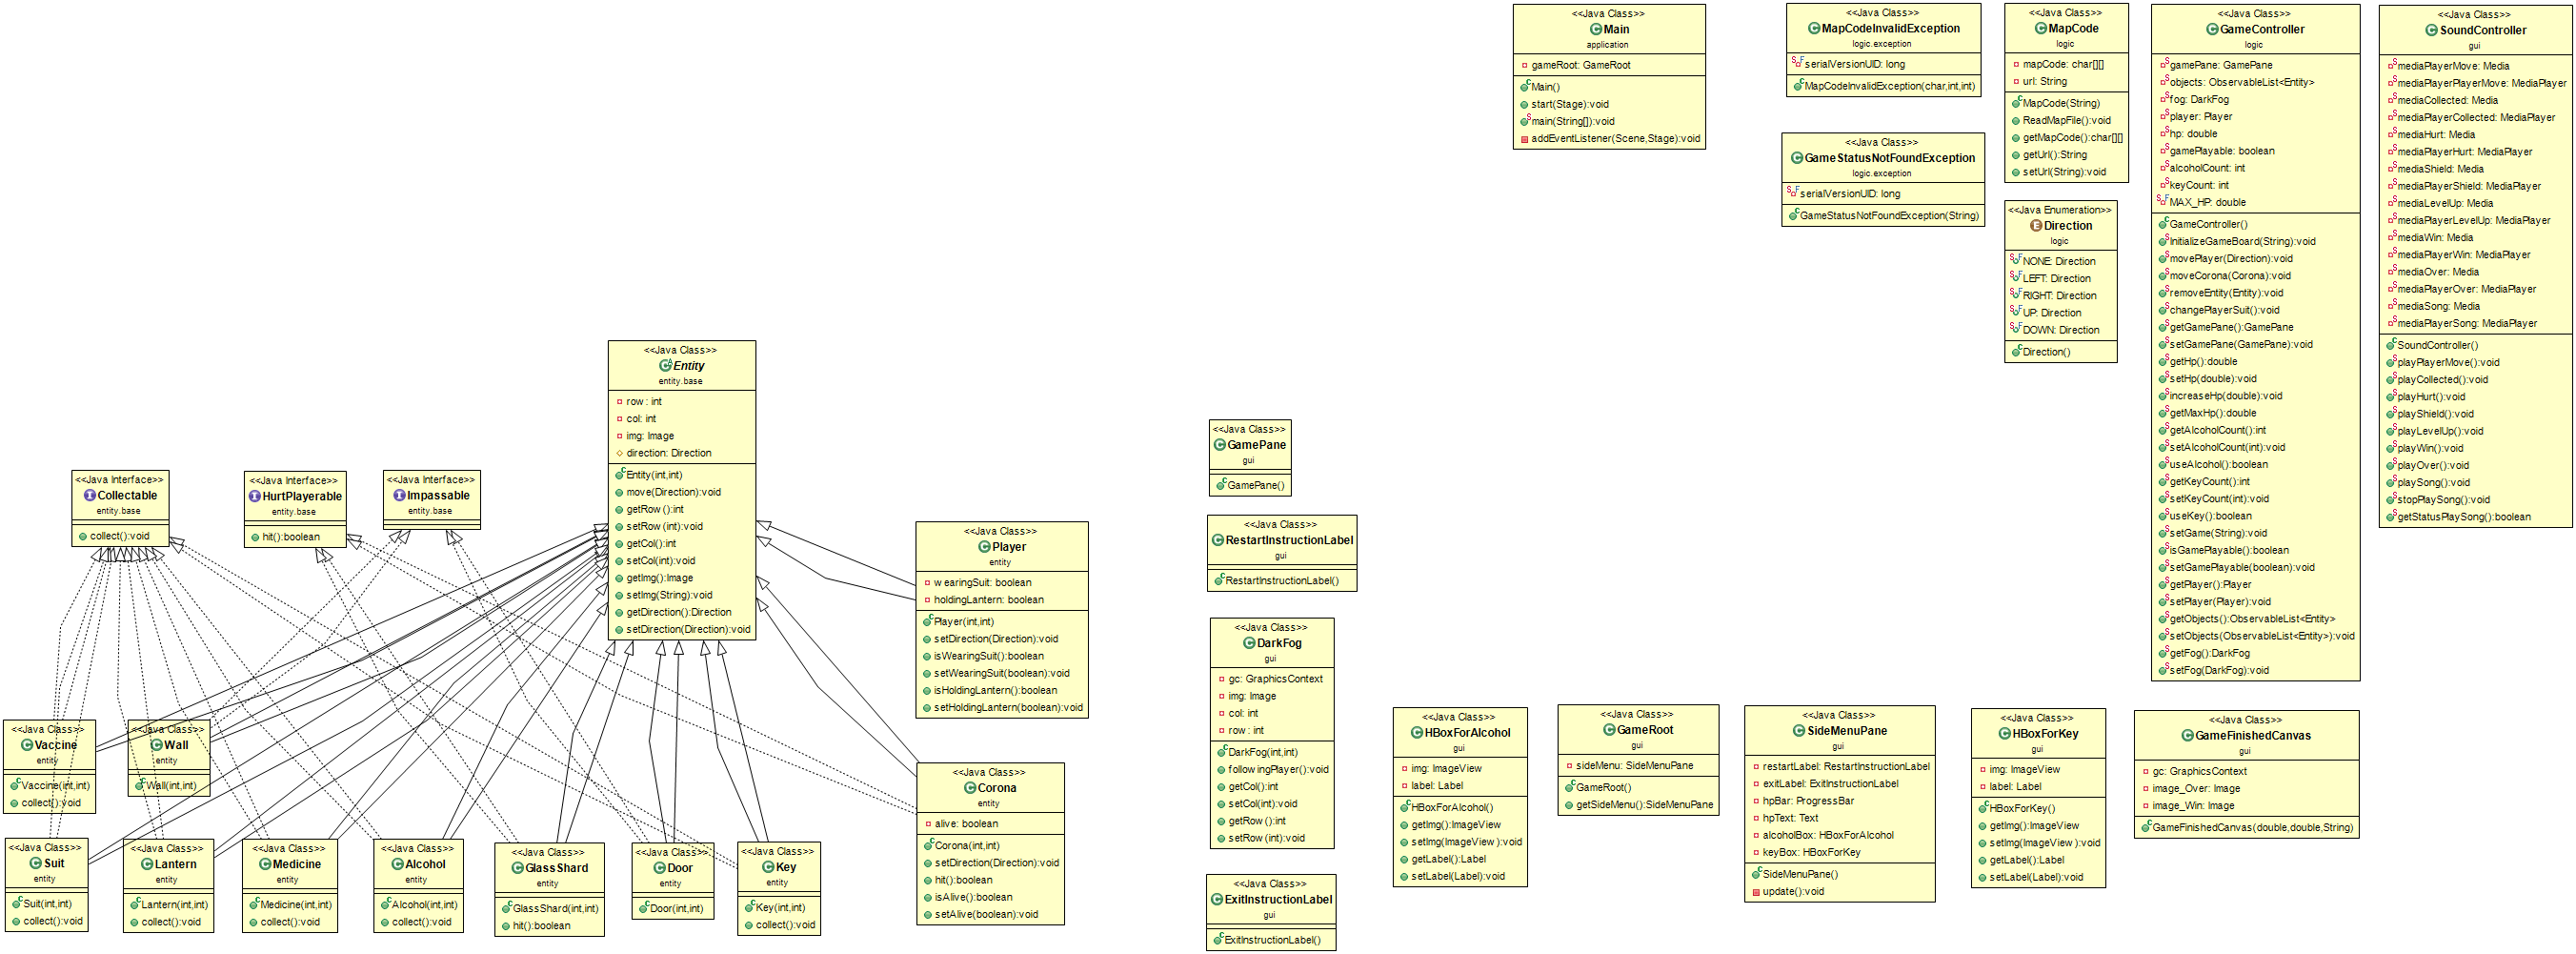 <<Java Class>>
Main
application
gameRoot: GameRoot
Main()
start(Stage):void
main(String[]):void
addEventListener(Scene,Stage):void
<<Java Class>>
MapCodeInvalidException
logic.exception
serialVersionUID: long
MapCodeInvalidException(char,int,int)
<<Java Class>>
GameStatusNotFoundException
logic.exception
serialVersionUID: long
GameStatusNotFoundException(String)
<<Java Class>>
MapCode
logic
mapCode: char[][]
url: String
MapCode(String)
ReadMapFile():void
getMapCode():char[][]
getUrl():String
setUrl(String):void
<<Java Enumeration>>
Direction
logic
NONE: Direction
LEFT: Direction
RIGHT: Direction
UP: Direction
DOWN: Direction
Direction()
<<Java Class>>
GameController
logic
gamePane: GamePane
objects: ObservableList<Entity>
fog: DarkFog
player: Player
hp: double
gamePlayable: boolean
alcoholCount: int
keyCount: int
MAX_HP: double
GameController()
InitializeGameBoard(String):void
movePlayer(Direction):void
moveCorona(Corona):void
removeEntity(Entity):void
changePlayerSuit():void
getGamePane():GamePane
setGamePane(GamePane):void
getHp():double
setHp(double):void
increaseHp(double):void
getMaxHp():double
getAlcoholCount():int
setAlcoholCount(int):void
useAlcohol():boolean
getKeyCount():int
setKeyCount(int):void
useKey():boolean
setGame(String):void
isGamePlayable():boolean
setGamePlayable(boolean):void
getPlayer():Player
setPlayer(Player):void
getObjects():ObservableList<Entity>
setObjects(ObservableList<Entity>):void
getFog():DarkFog
setFog(DarkFog):void
<<Java Class>>
SoundController
gui
mediaPlayerMove: Media
mediaPlayerPlayerMove: MediaPlayer
mediaCollected: Media
mediaPlayerCollected: MediaPlayer
mediaHurt: Media
mediaPlayerHurt: MediaPlayer
mediaShield: Media
mediaPlayerShield: MediaPlayer
mediaLevelUp: Media
mediaPlayerLevelUp: MediaPlayer
mediaWin: Media
mediaPlayerWin: MediaPlayer
mediaOver: Media
mediaPlayerOver: MediaPlayer
mediaSong: Media
mediaPlayerSong: MediaPlayer
SoundController()
playPlayerMove():void
playCollected():void
playHurt():void
playShield():void
playLevelUp():void
playWin():void
playOver():void
playSong():void
stopPlaySong():void
getStatusPlaySong():boolean
<<Java Class>>
Entity
entity.base
row: int
col: int
img: Image
direction: Direction
Entity(int,int)
move(Direction):void
getRow():int
setRow(int):void
getCol():int
setCol(int):void
getImg():Image
setImg(String):void
getDirection():Direction
setDirection(Direction):void
<<Java Interface>>
Collectable
entity.base
collect():void
<<Java Interface>>
HurtPlayerable
entity.base
hit():boolean
<<Java Interface>>
Impassable
entity.base
<<Java Class>>
Player
entity
wearingSuit: boolean
holdingLantern: boolean
Player(int,int)
setDirection(Direction):void
isWearingSuit():boolean
setWearingSuit(boolean):void
isHoldingLantern():boolean
setHoldingLantern(boolean):void
<<Java Class>>
GamePane
gui
GamePane()
<<Java Class>>
RestartInstructionLabel
gui
RestartInstructionLabel()
<<Java Class>>
DarkFog
gui
gc: GraphicsContext
img: Image
col: int
row: int
DarkFog(int,int)
followingPlayer():void
getCol():int
setCol(int):void
getRow():int
setRow(int):void
<<Java Class>>
ExitInstructionLabel
gui
ExitInstructionLabel()
<<Java Class>>
HBoxForAlcohol
gui
img: ImageView
label: Label
HBoxForAlcohol()
getImg():ImageView
setImg(ImageView):void
getLabel():Label
setLabel(Label):void
<<Java Class>>
GameRoot
gui
sideMenu: SideMenuPane
GameRoot()
getSideMenu():SideMenuPane
<<Java Class>>
SideMenuPane
gui
restartLabel: RestartInstructionLabel
exitLabel: ExitInstructionLabel
hpBar: ProgressBar
hpText: Text
alcoholBox: HBoxForAlcohol
keyBox: HBoxForKey
SideMenuPane()
update():void
<<Java Class>>
HBoxForKey
gui
img: ImageView
label: Label
HBoxForKey()
getImg():ImageView
setImg(ImageView):void
getLabel():Label
setLabel(Label):void
<<Java Class>>
GameFinishedCanvas
gui
gc: GraphicsContext
image_Over: Image
image_Win: Image
GameFinishedCanvas(double,double,String)
<<Java Class>>
Vaccine
entity
Vaccine(int,int)
collect():void
<<Java Class>>
Wall
entity
Wall(int,int)
<<Java Class>>
Suit
entity
Suit(int,int)
collect():void
<<Java Class>>
Lantern
entity
Lantern(int,int)
collect():void
<<Java Class>>
Medicine
entity
Medicine(int,int)
collect():void
<<Java Class>>
Alcohol
entity
Alcohol(int,int)
collect():void
<<Java Class>>
GlassShard
entity
GlassShard(int,int)
hit():boolean
<<Java Class>>
Door
entity
Door(int,int)
<<Java Class>>
Key
entity
Key(int,int)
collect():void
<<Java Class>>
Corona
entity
alive: boolean
Corona(int,int)
setDirection(Direction):void
hit():boolean
isAlive():boolean
setAlive(boolean):void